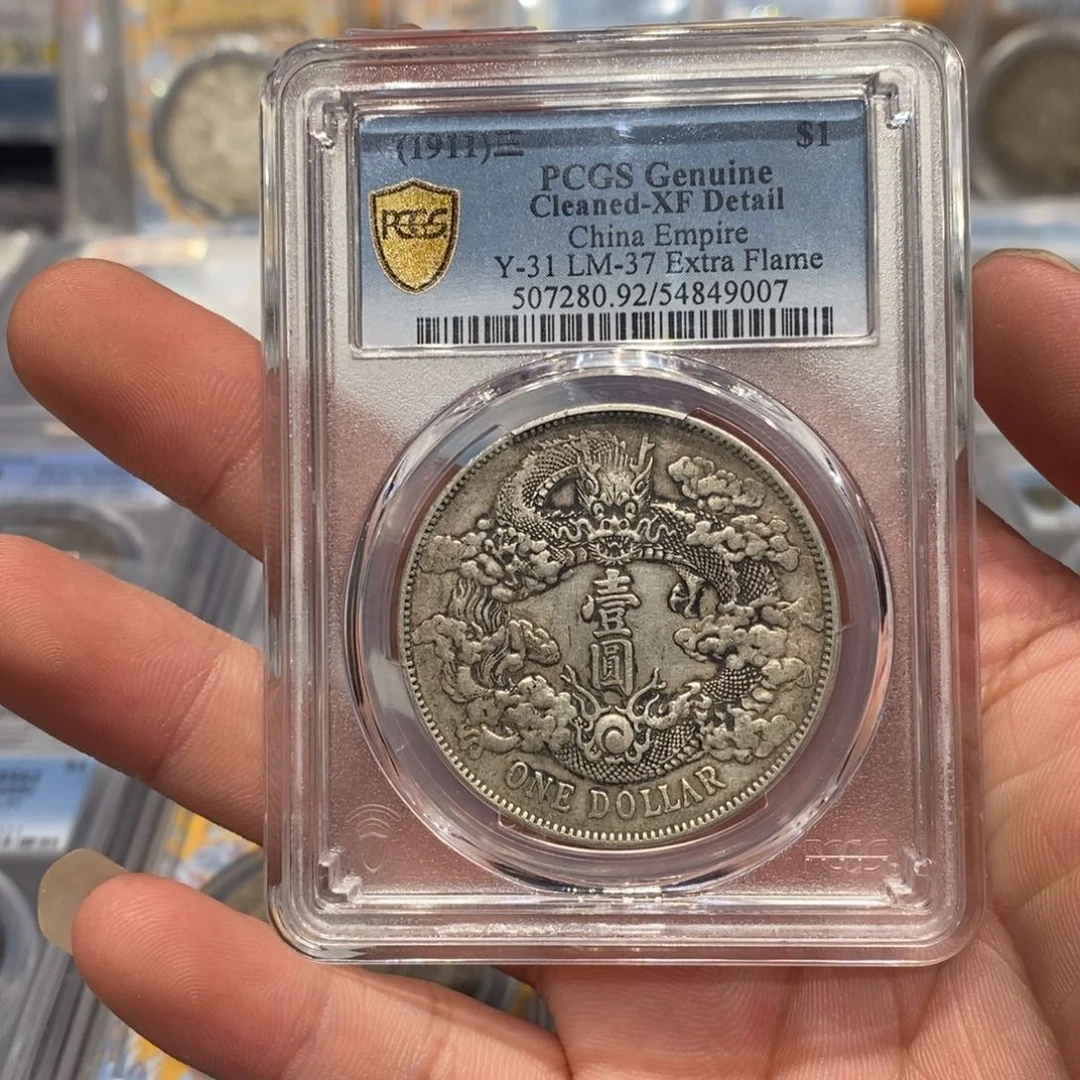 (1911)三 $1
PCGS Genuine
Cleaned-XF Detail
China Empire
Y-31 LM-37 Extra Flame
507280.92/54849007
PCGS
壹圓
ONE DOLLAR
PCGS